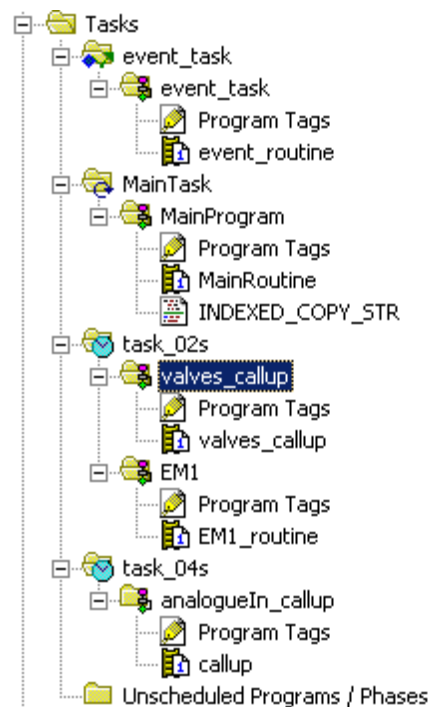 Tasks
event_task
event_task
Program Tags
event_routine
MainTask
MainProgram
Program Tags
MainRoutine
INDEXED_COPY_STR
task_02s
valves_callup
Program Tags
valves_callup
EM1
Program Tags
EM1_routine
task_04s
analogueIn_callup
Program Tags
callup
Unscheduled Programs / Phases